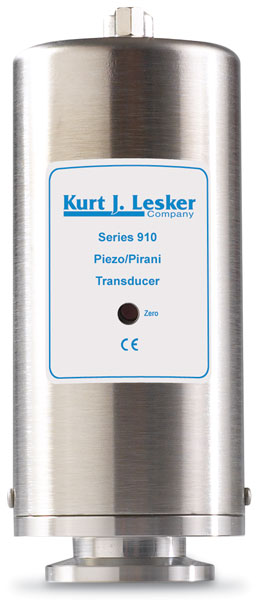 Kurt J. Lesker
Company
Series 910
Piezo/Pirani
Transducer
Zero
CE